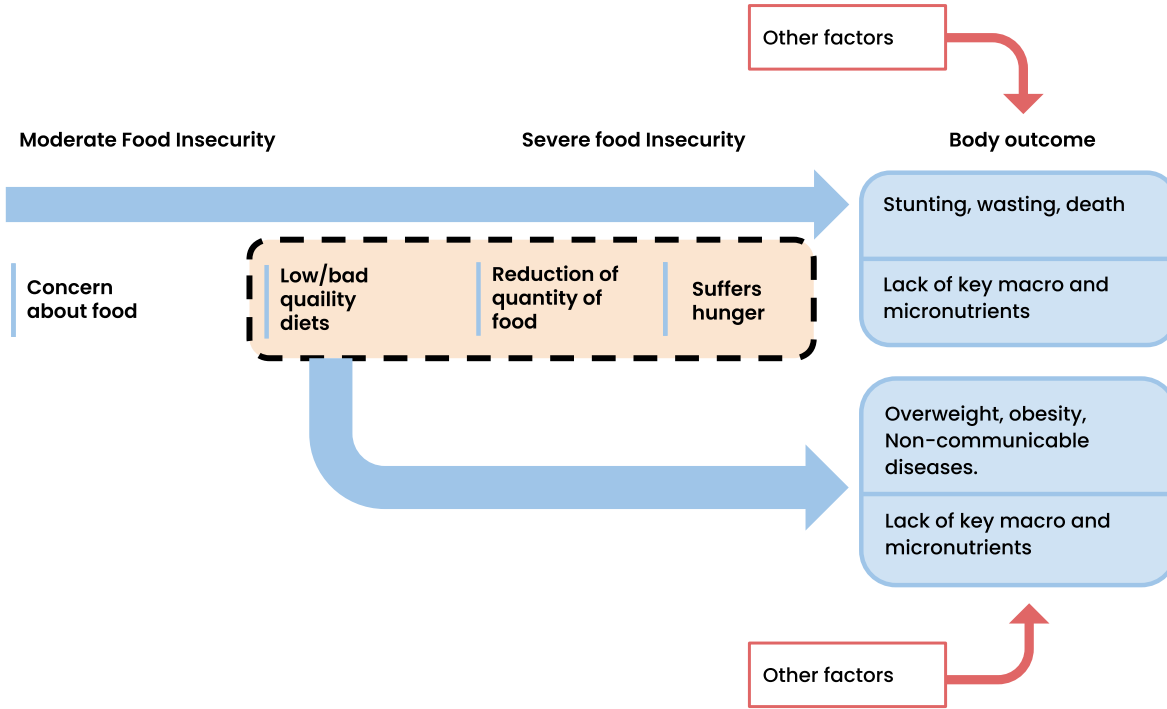 Other factors
Moderate Food Insecurity
Severe food Insecurity
Body outcome
Stunting, wasting, death
Lack of key macro and
micronutrients
Concern
about food
Low/bad
quaility
diets
Reduction of
quantity of
food
Suffers
hunger
Overweight, obesity,
Non-communicable
diseases.
Lack of key macro and
micronutrients
Other factors